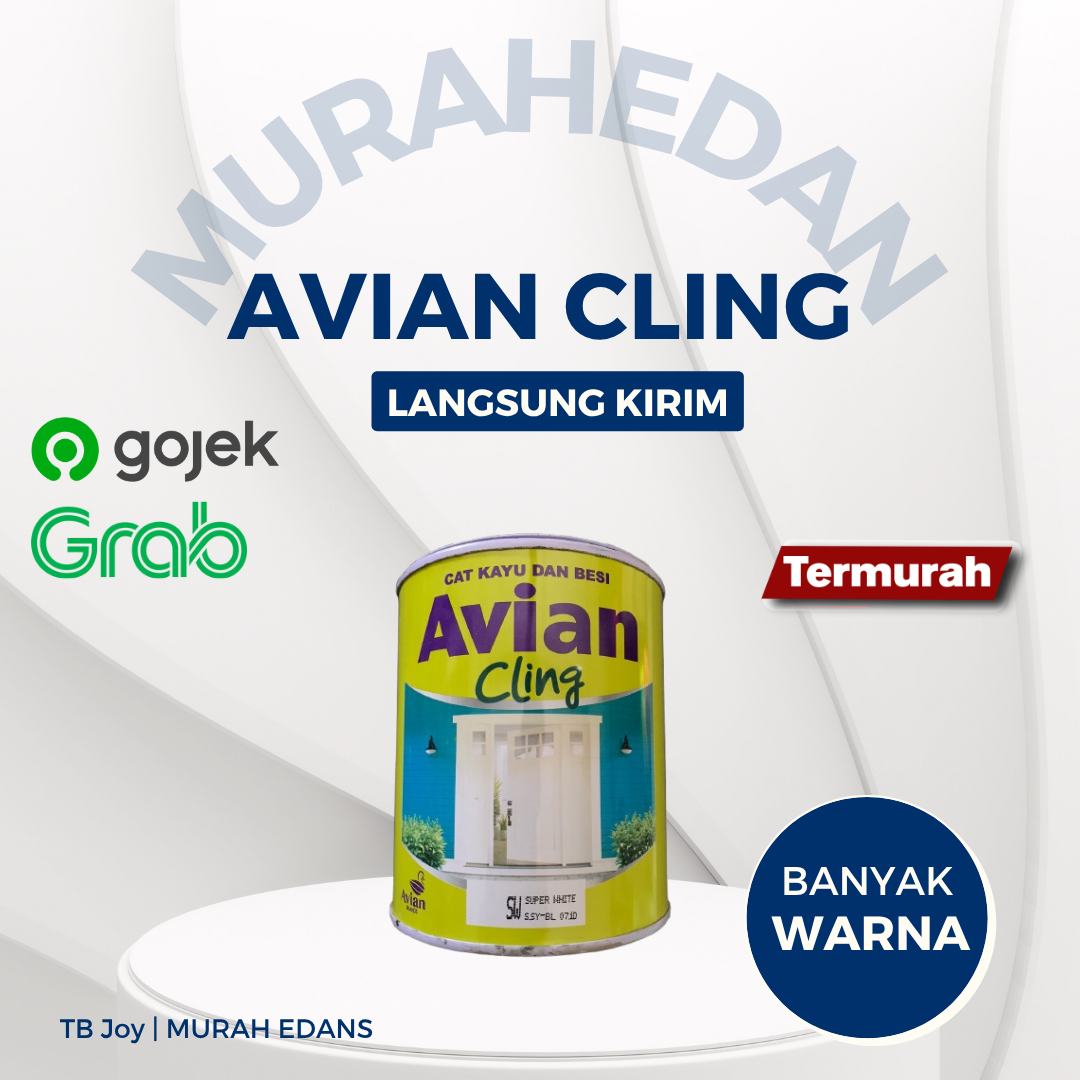 MURAHEDAN
AVIAN CLING
LANGSUNG KIRIM
gojek
Grab
Termurah
CAT KAYU DAN BESI
Avian
Cling
Avian
SW SUPER WHITE
BANYAK
WARNA
TB Joy | MURAH EDANS